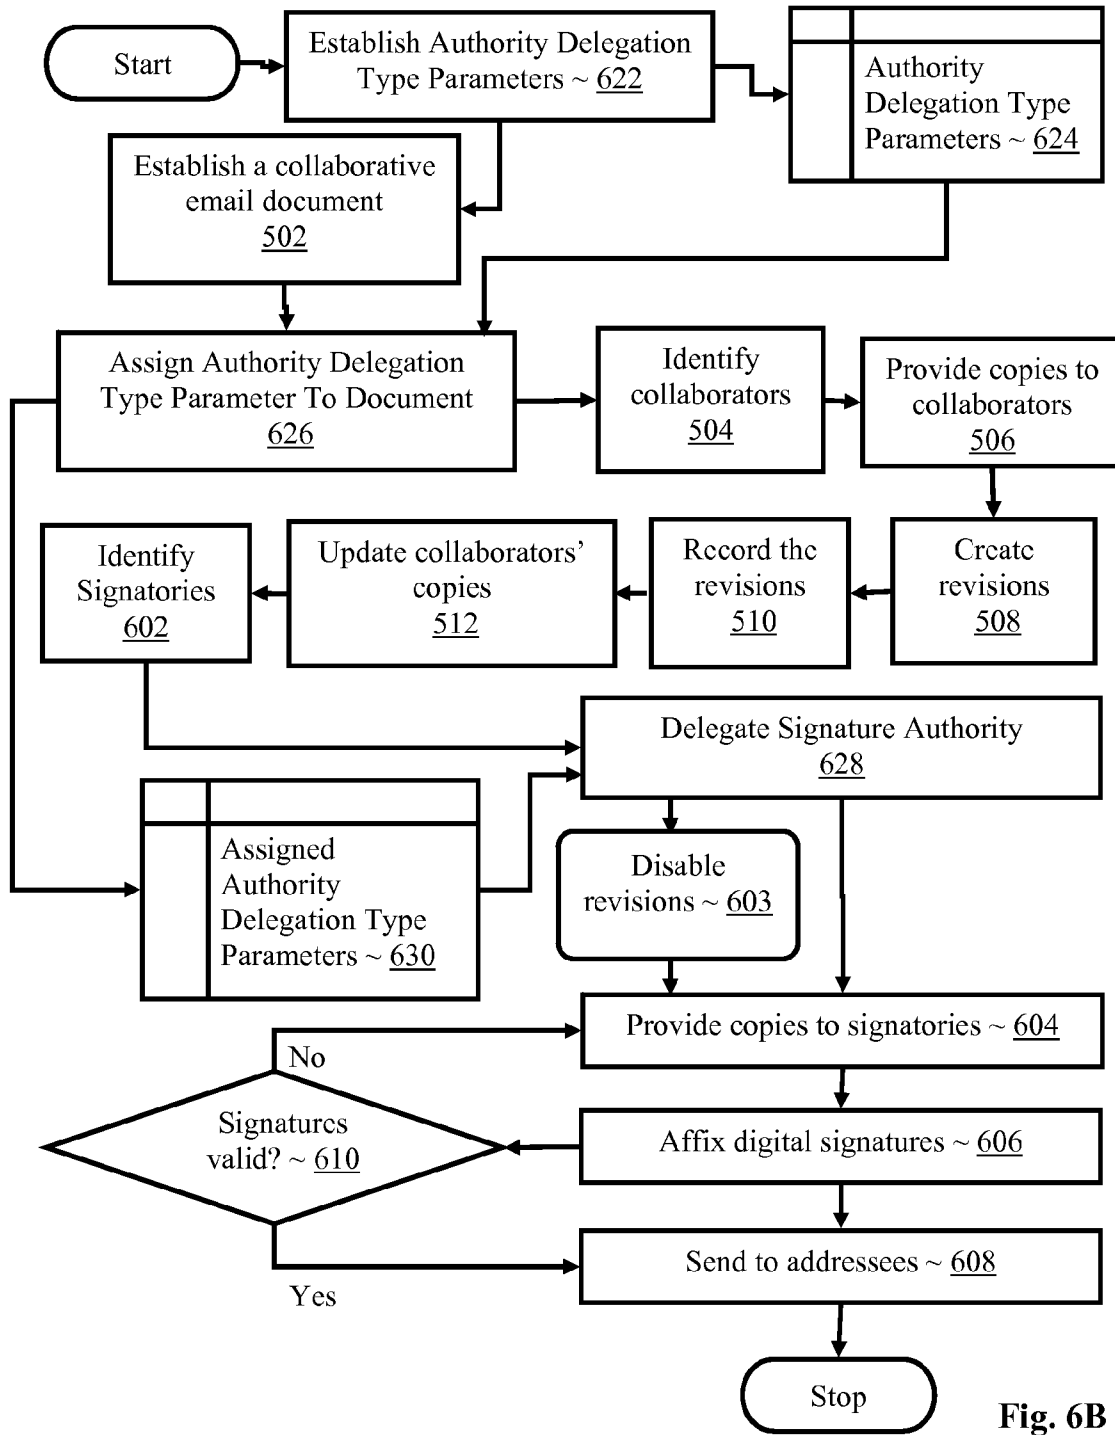 Start
Establish Authority Delegation
Type Parameters ~ 622
Authority
Delegation Type
Parameters ~ 624
Establish a collaborative
email document
502
Assign Authority Delegation
Type Parameter To Document
626
Identify
collaborators
504
Provide copies to
collaborators
506
Identify
Signatories
602
Update collaborators’
copies
512
Record the
revisions
510
Create
revisions
508
Delegate Signature Authority
628
Assigned
Authority
Delegation Type
Parameters ~ 630
Disable
revisions ~ 603
Provide copies to signatories ~ 604
No
Signatures
valid? ~ 610
Affix digital signatures ~ 606
Send to addressees ~ 608
Yes
Stop
Fig. 6B